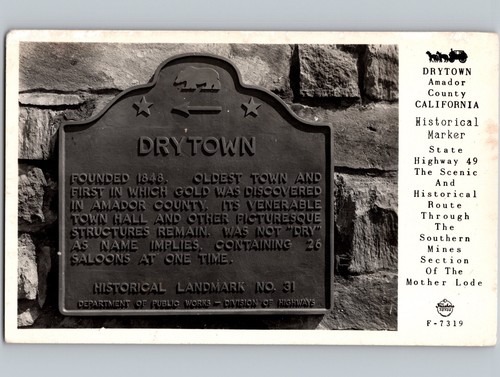 DRYTOWN
FOUNDED 1848. OLDEST TOWN AND
FIRST IN WHICH GOLD WAS DISCOVERED
IN AMADOR COUNTY. ITS VENERABLE
TOWN HALL AND OTHER PICTURESQUE
STRUCTURES REMAIN. WAS NOT "DRY"
AS NAME IMPLIES, CONTAINING 26
SALOONS AT ONE TIME.
HISTORICAL LANDMARK NO. 31
DEPARTMENT OF PUBLIC WORKS - DIVISION OF HIGHWAYS
DRYTOWN
Amador
County
CALIFORNIA
Historical
Marker
State
Highway 49
The Scenic
And
Historical
Route
Through
The
Southern
Mines
Section
Of The
Mother Lode
F-7319